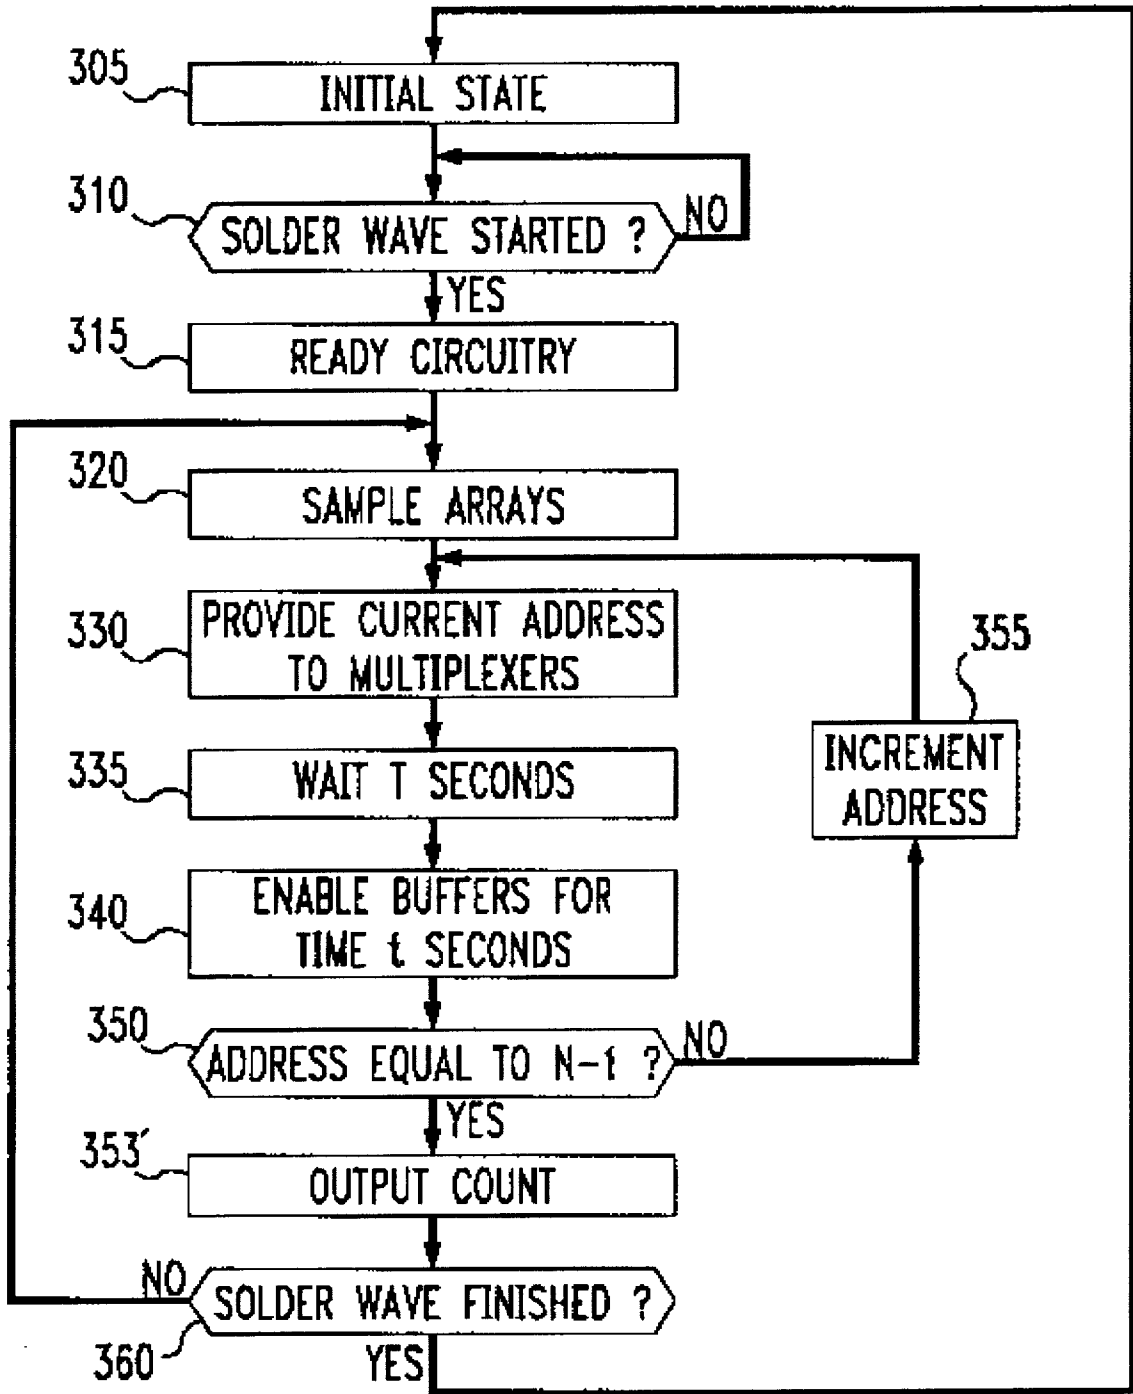 305
INITIAL STATE
310
SOLDER WAVE STARTED ?
NO
YES
315
READY CIRCUITRY
320
SAMPLE ARRAYS
330
PROVIDE CURRENT ADDRESS
TO MULTIPLEXERS
355
INCREMENT
ADDRESS
335
WAIT T SECONDS
340
ENABLE BUFFERS FOR
TIME t SECONDS
350
ADDRESS EQUAL TO N-1 ?
NO
YES
353'
OUTPUT COUNT
NO
SOLDER WAVE FINISHED ?
360
YES